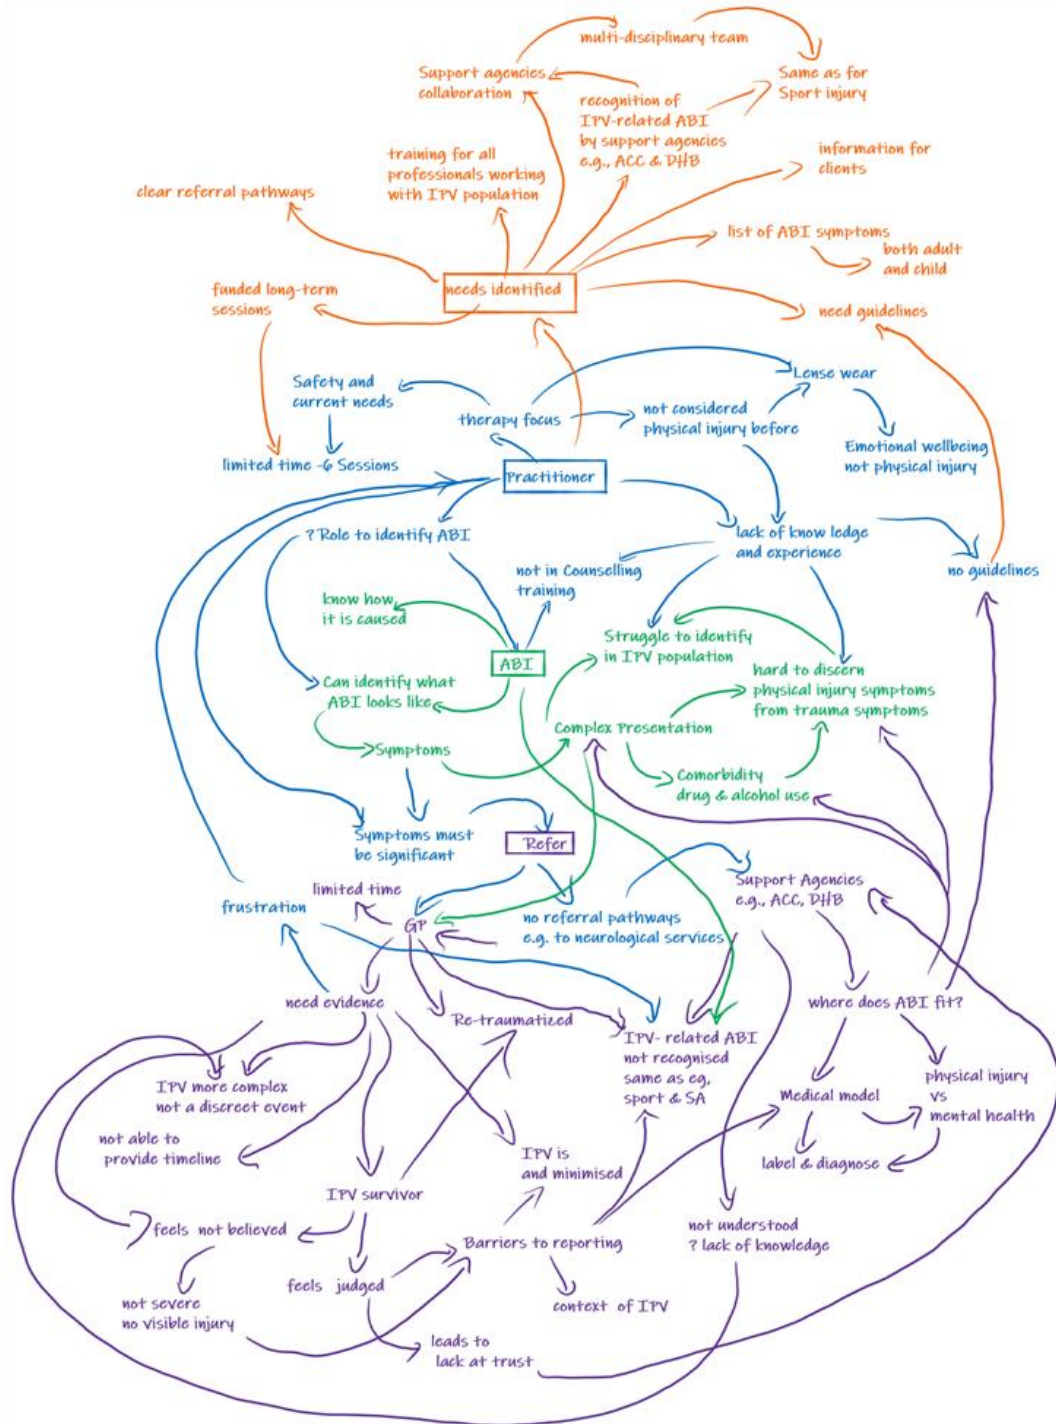 multi-disciplinary team
Support agencies
collaboration
Same as for
Sport injury
recognition of
IPV-related ABI
by support agencies
e.g., ACC & DHB
information for
clients
training for all
professionals working
with IPV population
clear referral pathways
list of ABI symptoms
both adult
and child
needs identified
funded long-term
sessions
need guidelines
Safety and
current needs
Lense wear
therapy focus
not considered
physical injury before
Emotional wellbeing
not physical injury
limited time -6 Sessions
Practitioner
? Role to identify ABI
lack of know ledge
and experience
not in Counselling
training
no guidelines
know how
it is caused
Struggle to identify
in IPV population
ABI
hard to discern
physical injury symptoms
from trauma symptoms
Can identify what
ABI looks like
Complex Presentation
Symptoms
Comorbidity
drug & alcohol use
Symptoms must
be significant
Refer
limited time
Support Agencies
e.g., ACC, DHB
frustration
GP
no referral pathways
e.g. to neurological services
need evidence
where does ABI fit?
Re-traumatized
IPV- related ABI
not recognised
same as eg,
sport & SA
IPV more complex
not a discreet event
Medical model
physical injury
vs
mental health
not able to
provide timeline
IPV is
and minimised
label & diagnose
IPV survivor
feels not believed
Barriers to reporting
not understood
? lack of knowledge
feels judged
not severe
no visible injury
context of IPV
leads to
lack at trust